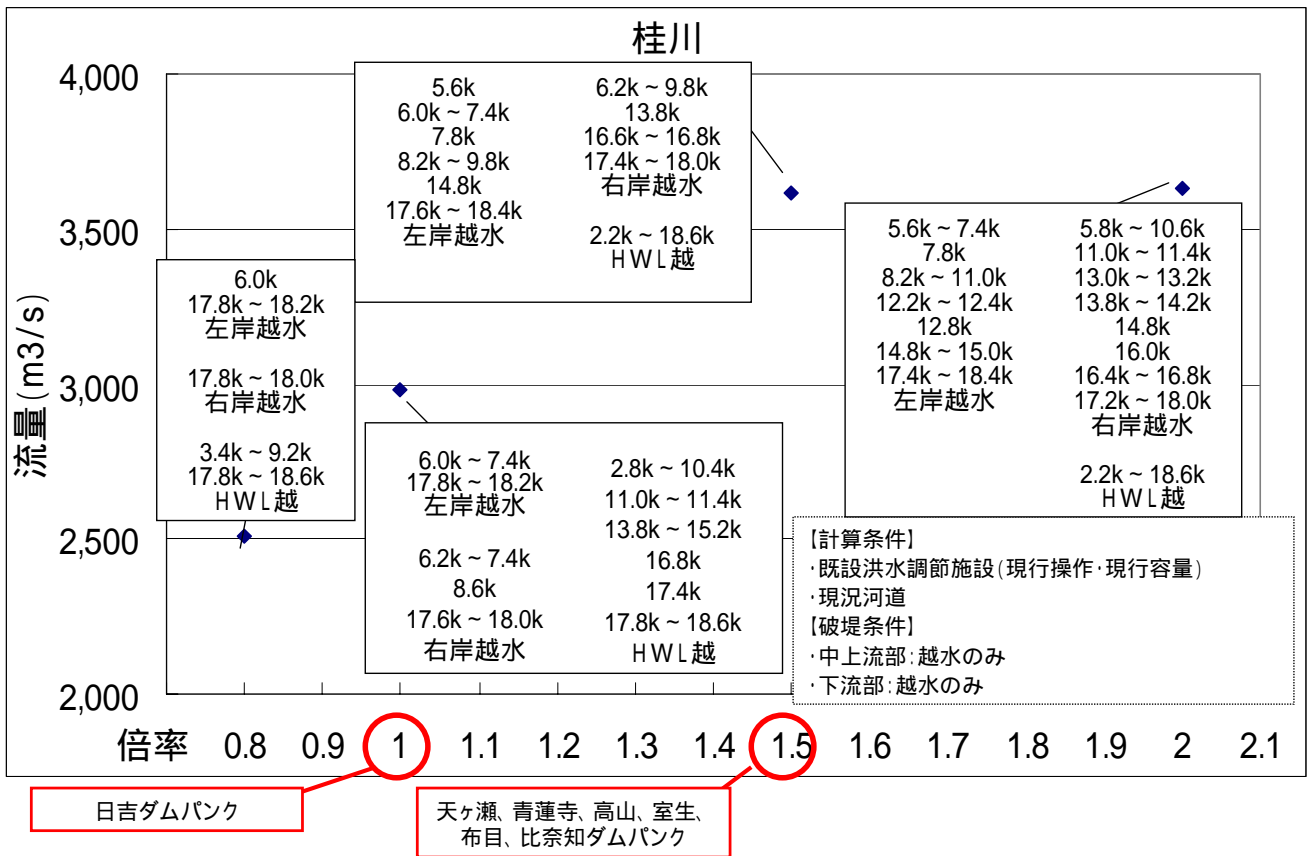 桂川
4,000
3,500
3,000
2,500
2,000
流量(m3/s)
5.6k
6.0k ~ 7.4k
7.8k
8.2k ~ 9.8k
14.8k
17.6k ~ 18.4k
左岸越水
6.2k ~ 9.8k
13.8k
16.6k ~ 16.8k
17.4k ~ 18.0k
右岸越水
2.2k ~ 18.6k
HWL越
6.0k
17.8k ~ 18.2k
左岸越水
17.8k ~ 18.0k
右岸越水
3.4k ~ 9.2k
17.8k ~ 18.6k
HWL越
5.6k ~ 7.4k
7.8k
8.2k ~ 11.0k
12.2k ~ 12.4k
12.8k
14.8k ~ 15.0k
17.4k ~ 18.4k
左岸越水
5.8k ~ 10.6k
11.0k ~ 11.4k
13.0k ~ 13.2k
13.8k ~ 14.2k
14.8k
16.0k
16.4k ~ 16.8k
17.2k ~ 18.0k
右岸越水
2.2k ~ 18.6k
HWL越
6.0k ~ 7.4k
17.8k ~ 18.2k
左岸越水
6.2k ~ 7.4k
8.6k
17.6k ~ 18.0k
右岸越水
2.8k ~ 10.4k
11.0k ~ 11.4k
13.8k ~ 15.2k
16.8k
17.4k
17.8k ~ 18.6k
HWL越
【計算条件】
・既設洪水調節施設(現行操作・現行容量)
・現況河道
【破堤条件】
・中上流部:越水のみ
・下流部:越水のみ
倍率 0.8 0.9 1 1.1 1.2 1.3 1.4 1.5 1.6 1.7 1.8 1.9 2 2.1
日吉ダムパンク
天ヶ瀬、青蓮寺、高山、室生、
布目、比奈知ダムパンク